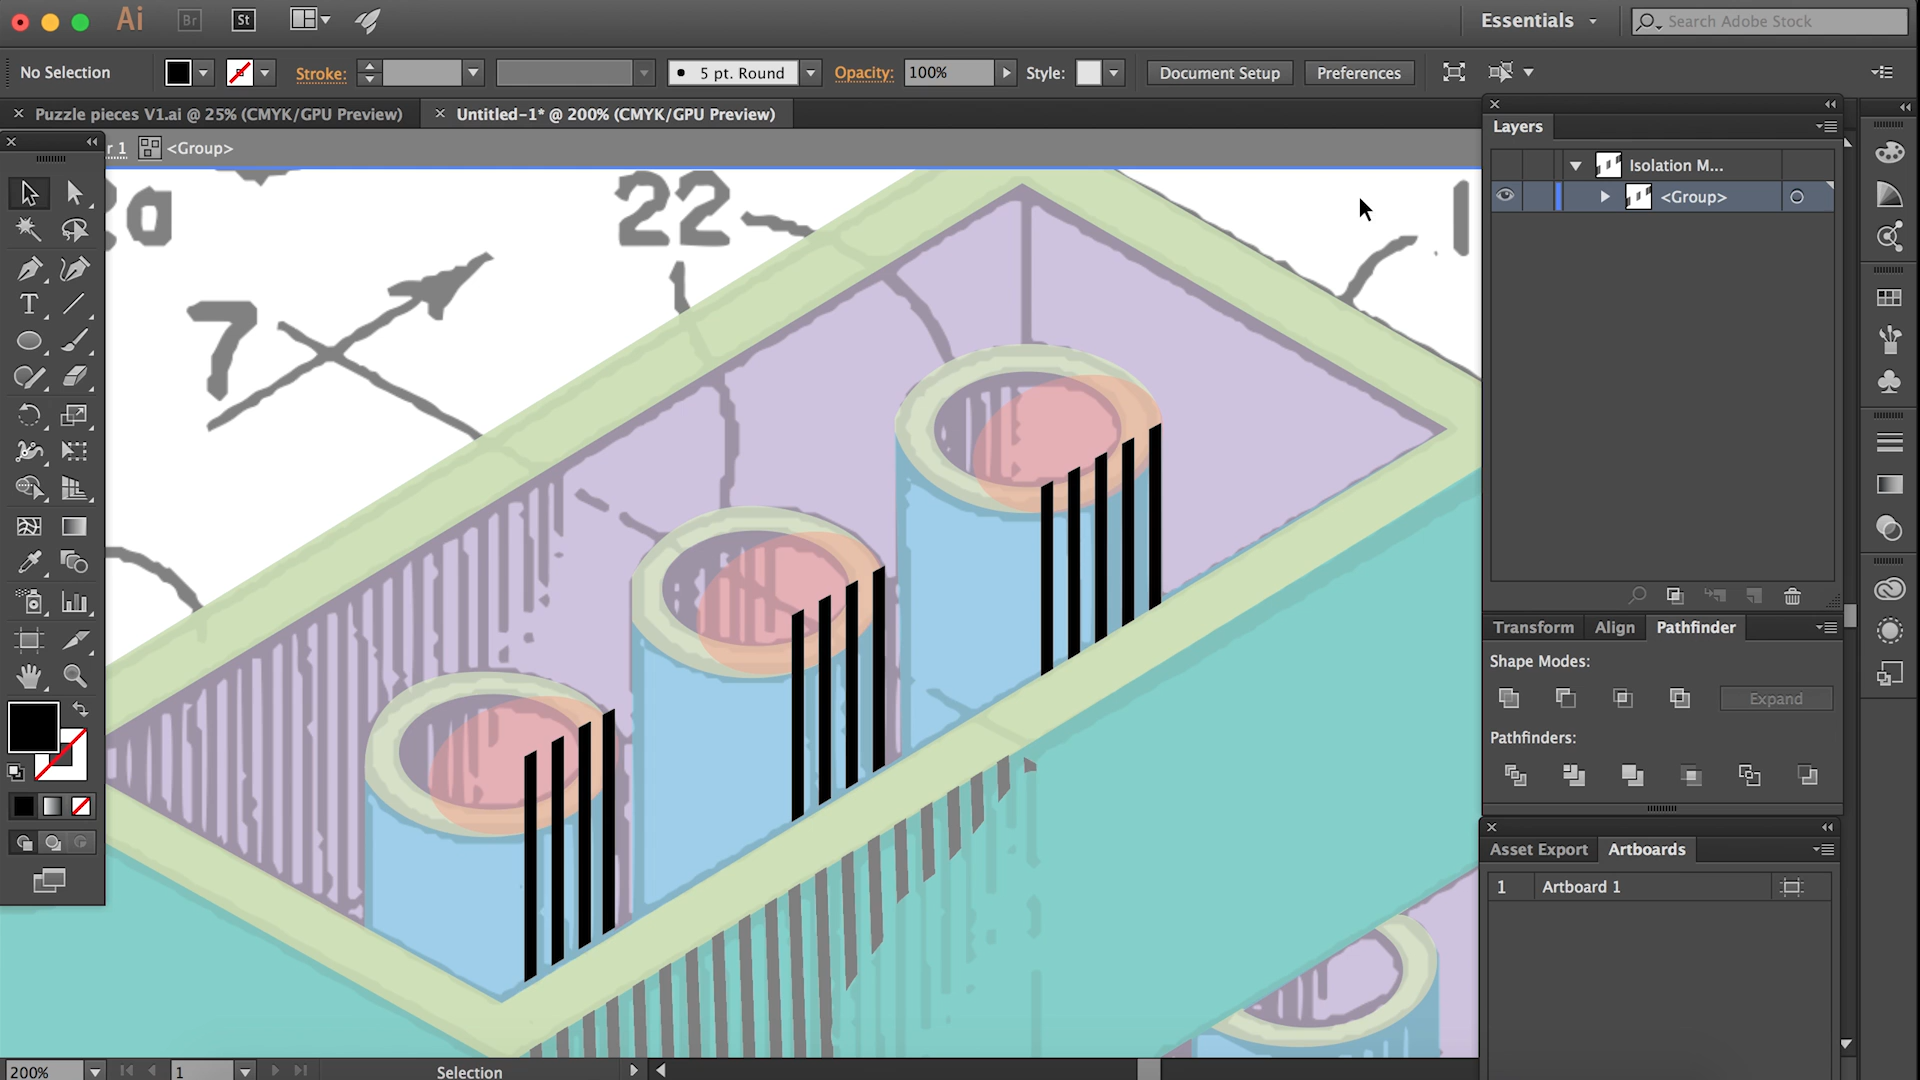 Ai Br St Essentials Search Adobe Stock
No Selection Stroke: 5 pt. Round Opacity: 100% Style: Document Setup Preferences
Puzzle pieces V1.ai @ 25% (CMYK/GPU Preview) Untitled-1* @ 200% (CMYK/GPU Preview)
r 1 <Group>
Layers
Isolation M...
<Group>
22
7
Transform Align Pathfinder
Shape Modes:
Expand
Pathfinders:
Asset Export Artboards
1 Artboard 1
200% 1 Selection